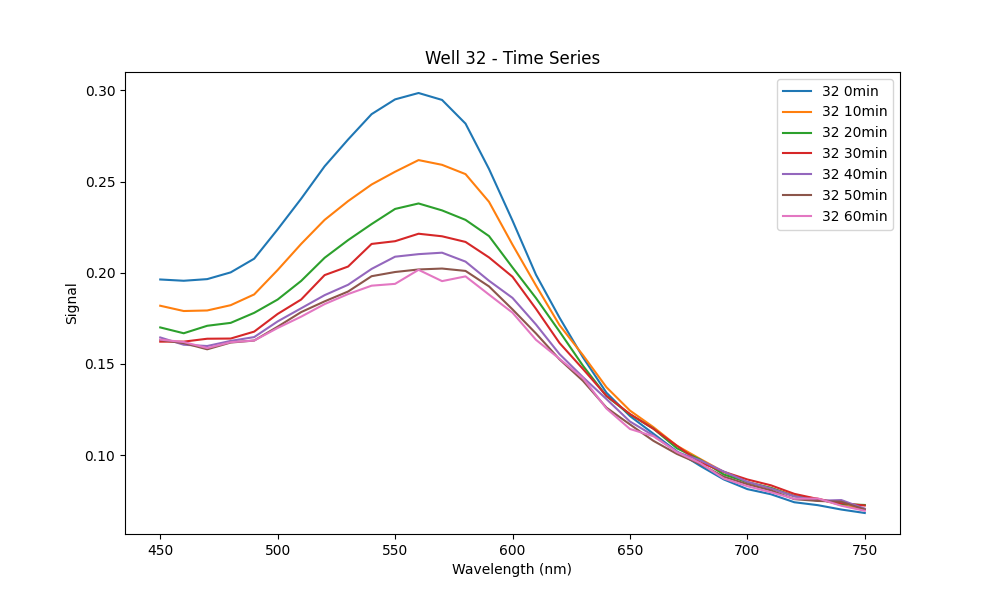 Well 32 - Time Series
32 0min
32 10min
32 20min
32 30min
32 40min
32 50min
32 60min
0.30
0.25
0.20
0.15
0.10
Signal
450 500 550 600 650 700 750
Wavelength (nm)